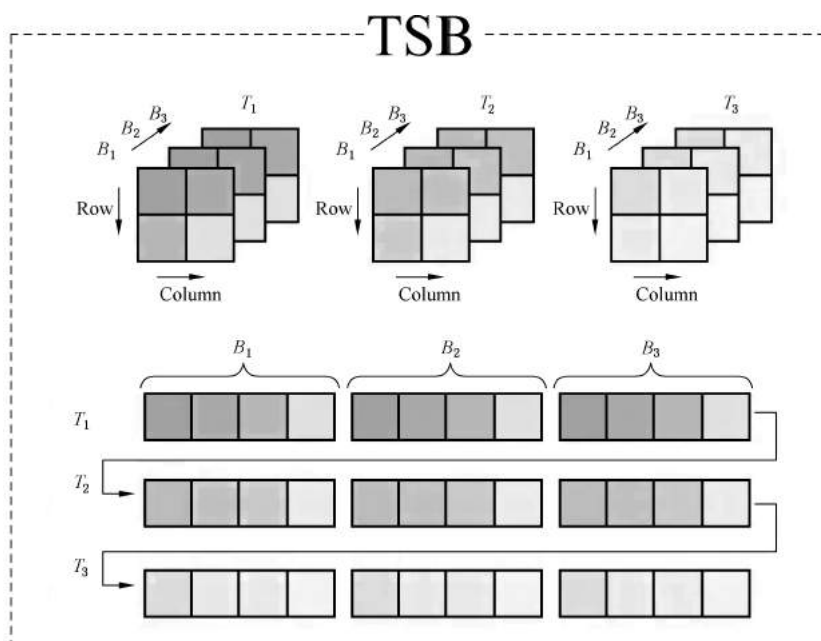 TSB
T₁ T₂ T₃
B₁ B₂ B₃ B₁ B₂ B₃ B₁ B₂ B₃
Row Row Row
Column Column Column
B₁ B₂ B₃
T₁
T₂
T₃